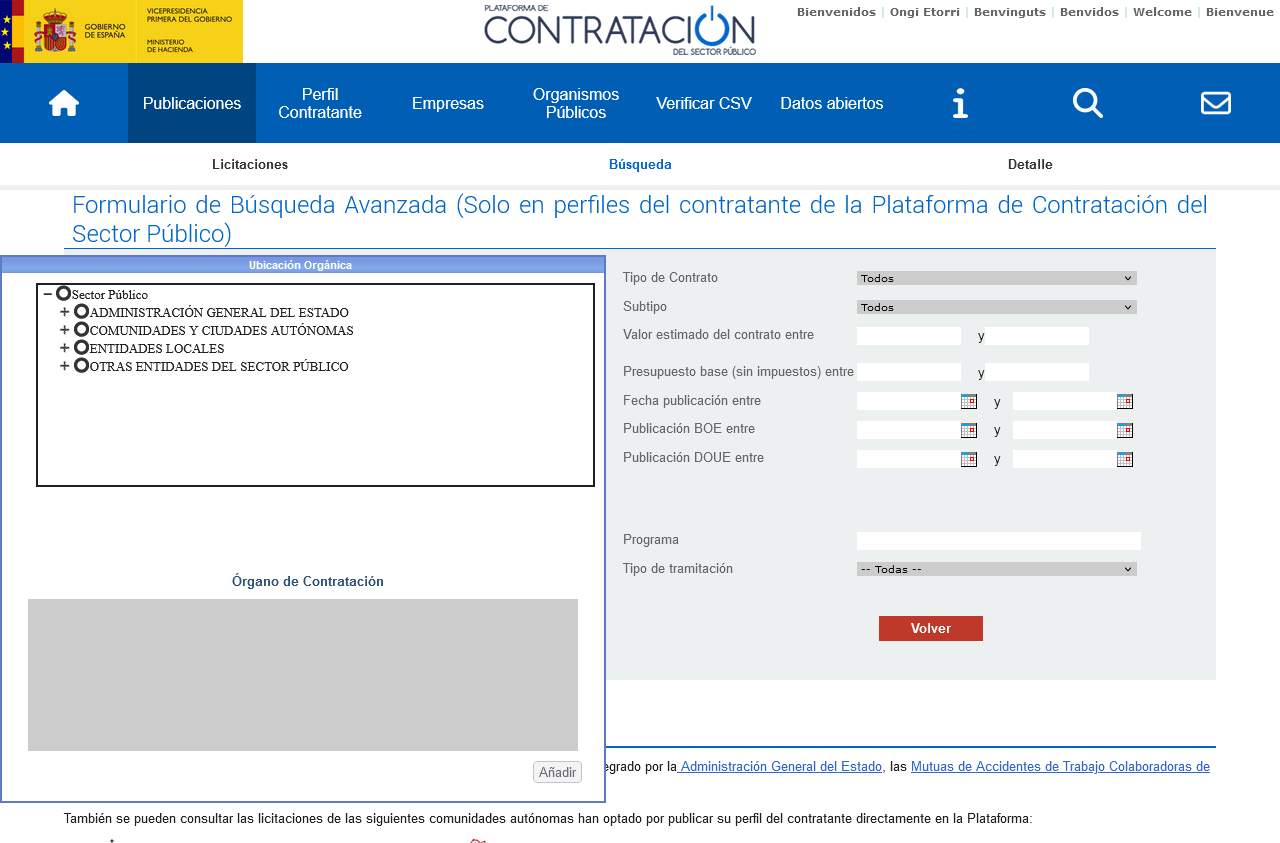 GOBIERNO
DE ESPAÑA
VICEPRESIDENCIA
PRIMERA DEL GOBIERNO
MINISTERIO
DE HACIENDA
PLATAFORMA DE
CONTRATACIÓN
DEL SECTOR PÚBLICO
Bienvenidos | Ongi Etorri | Benvinguts | Benvidos | Welcome | Bienvenue
Publicaciones
Perfil
Contratante
Empresas
Organismos
Públicos
Verificar CSV
Datos abiertos
Licitaciones
Búsqueda
Detalle
Formulario de Búsqueda Avanzada (Solo en perfiles del contratante de la Plataforma de Contratación del
Sector Público)
Ubicación Orgánica
Sector Público
ADMINISTRACIÓN GENERAL DEL ESTADO
COMUNIDADES Y CIUDADES AUTÓNOMAS
ENTIDADES LOCALES
OTRAS ENTIDADES DEL SECTOR PÚBLICO
Órgano de Contratación
Añadir
Tipo de Contrato Todos
Subtipo Todos
Valor estimado del contrato entre y
Presupuesto base (sin impuestos) entre y
Fecha publicación entre y
Publicación BOE entre y
Publicación DOUE entre y
Programa
Tipo de tramitación -- Todas --
Volver
egrado por la Administración General del Estado, las Mutuas de Accidentes de Trabajo Colaboradoras de
También se pueden consultar las licitaciones de las siguientes comunidades autónomas han optado por publicar su perfil del contratante directamente en la Plataforma: